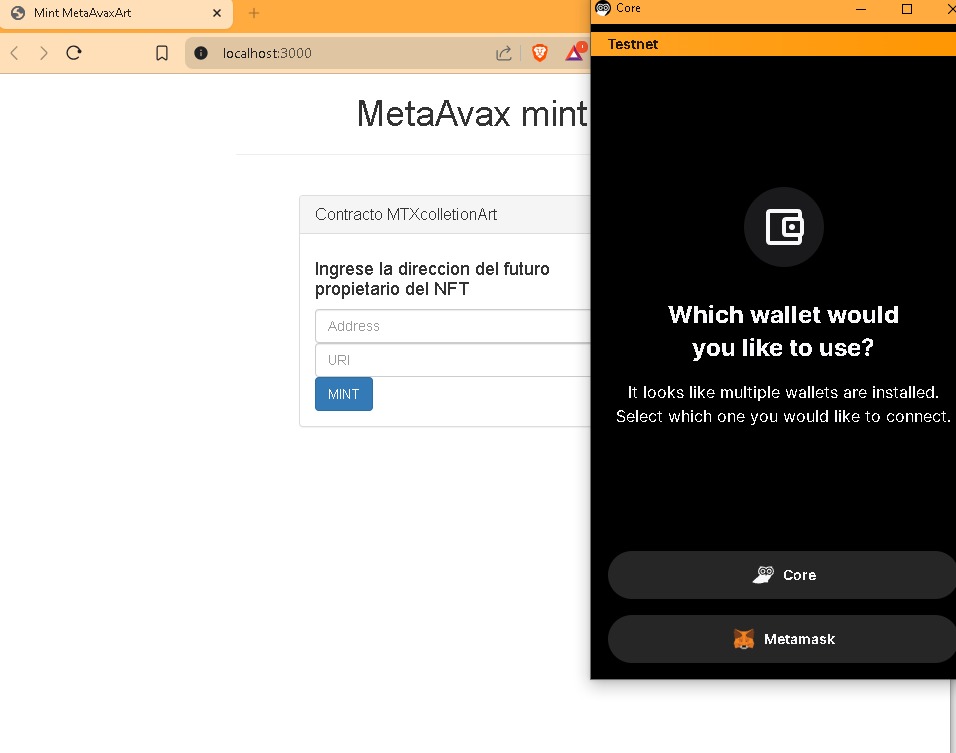 Mint MetaAvaxArt
localhost:3000
MetaAvax mint
Contracto MTXcolletionArt
Ingrese la direccion del futuro
propietario del NFT
Address
URI
MINT
Core
Testnet
Which wallet would
you like to use?
It looks like multiple wallets are installed.
Select which one you would like to connect.
Core
Metamask